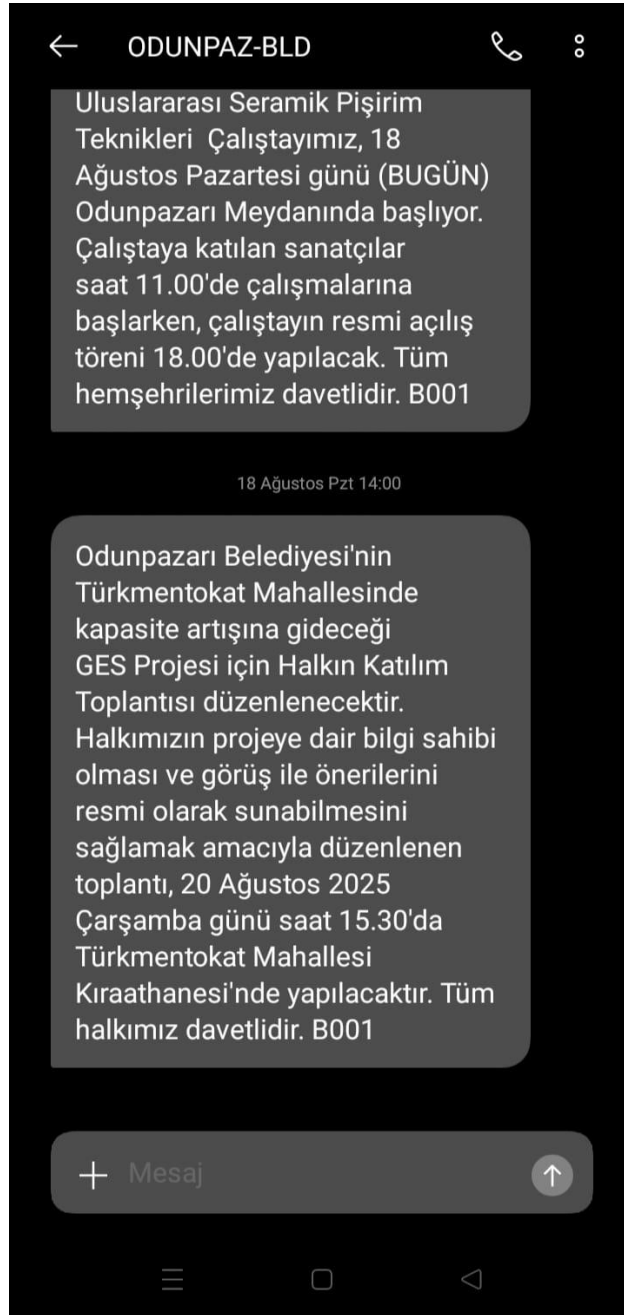 ODUNPAZ-BLD
Uluslararası Seramik Pişirim
Teknikleri  Çalıştayımız, 18
Ağustos Pazartesi günü (BUGÜN)
Odunpazarı Meydanında başlıyor.
Çalıştaya katılan sanatçılar
saat 11.00'de çalışmalarına
başlarken, çalıştayın resmi açılış
töreni 18.00'de yapılacak. Tüm
hemşehrilerimiz davetlidir. B001
18 Ağustos Pzt 14:00
Odunpazarı Belediyesi'nin
Türkmentokat Mahallesinde
kapasite artışına gideceği
GES Projesi için Halkın Katılım
Toplantısı düzenlenecektir.
Halkımızın projeye dair bilgi sahibi
olması ve görüş ile önerilerini
resmi olarak sunabilmesini
sağlamak amacıyla düzenlenen
toplantı, 20 Ağustos 2025
Çarşamba günü saat 15.30'da
Türkmentokat Mahallesi
Kıraathanesi'nde yapılacaktır. Tüm
halkımız davetlidir. B001
Mesaj